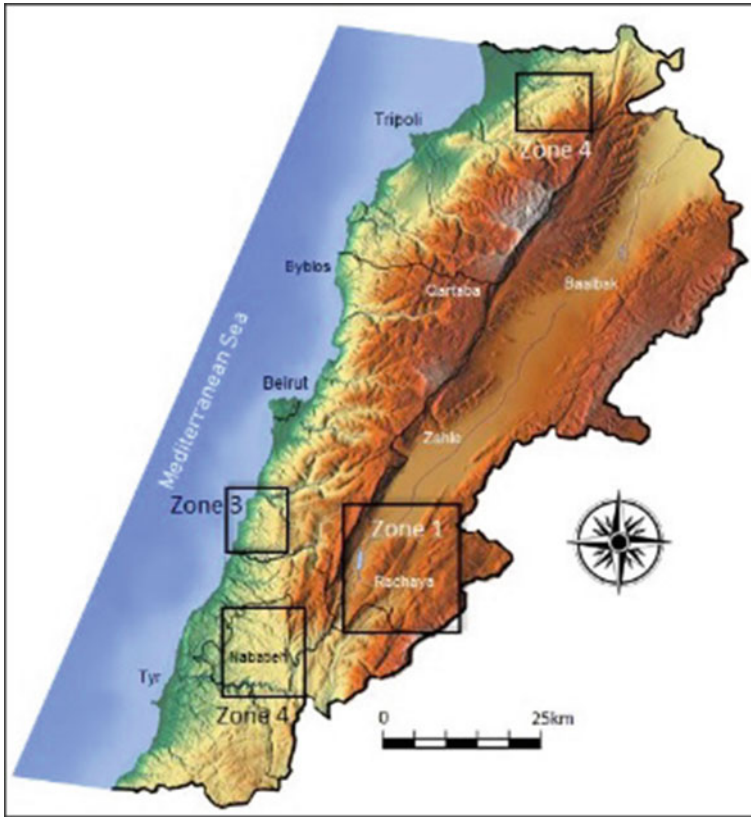 Tripoli
Zone 4
Byblos
Qartaba
Baalbak
Mediterranean Sea
Beirut
Zahle
Zone 3
Zone 1
Rachaya
Nabatieh
Tyr
Zone 4
0 25km